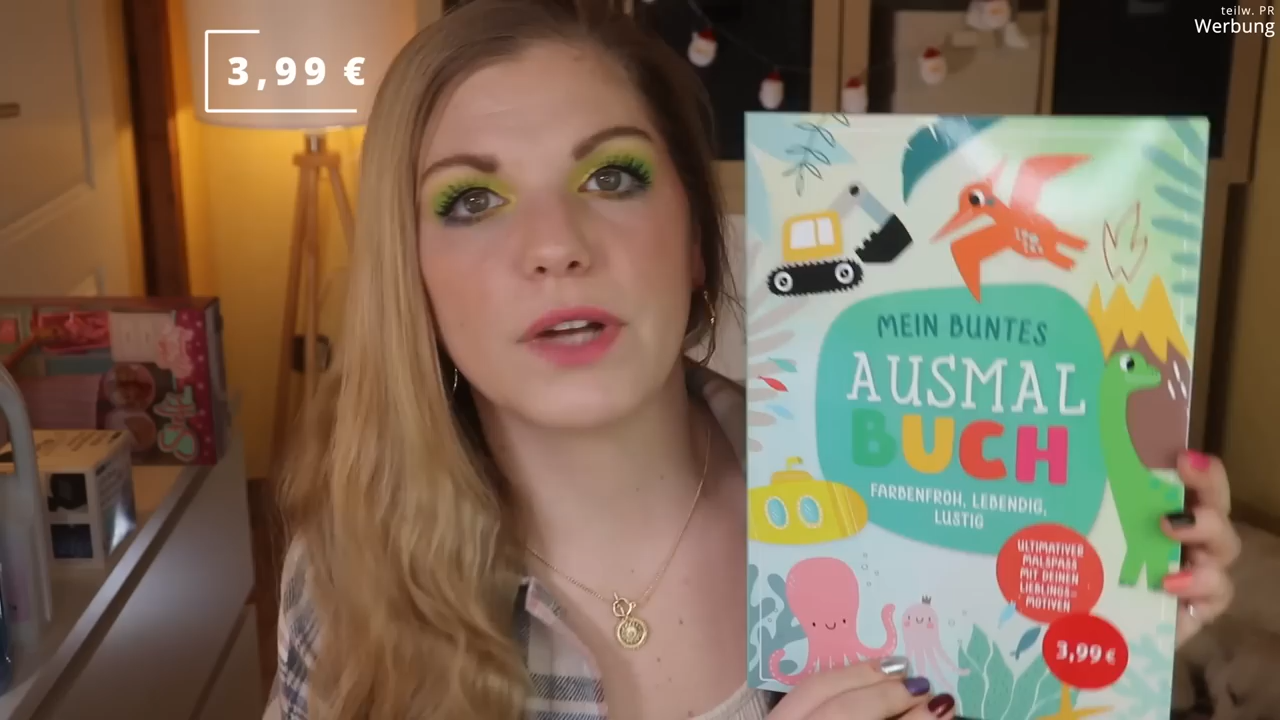 teilw. PR
Werbung
3,99 €
MEIN BUNTES
AUSMAL
BUCH
FARBENFROH, LEBENDIG,
LUSTIG
ULTIMATIVER
MALSPASS
MIT DEINEN
LIEBLINGS-
MOTIVEN
3,99 €